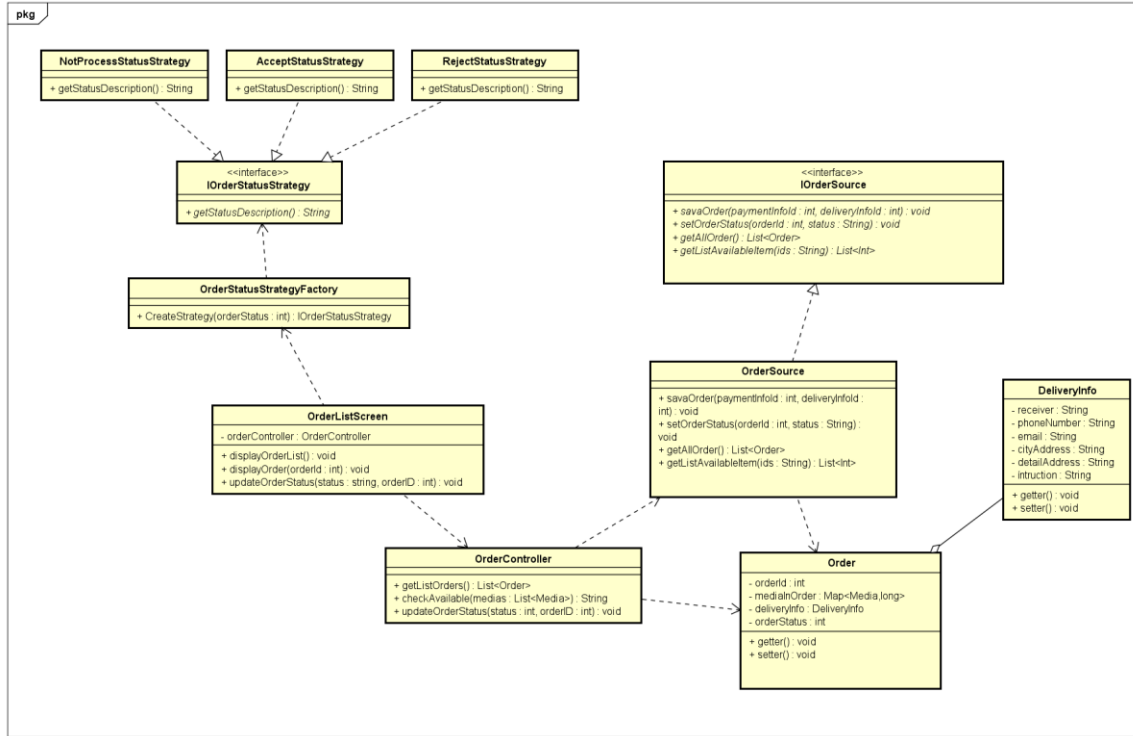 pkg
NotProcessStatusStrategy
+ getStatusDescription() : String
AcceptStatusStrategy
+ getStatusDescription() : String
RejectStatusStrategy
+ getStatusDescription() : String
<<interface>>
IOrderStatusStrategy
+ getStatusDescription() : String
<<interface>>
IOrderSource
+ savaOrder(paymentInfoId : int, deliveryInfoId : int) : void
+ setOrderStatus(orderId : int, status : String) : void
+ getAllOrder() : List<Order>
+ getListAvailableItem(ids : String) : List<Int>
OrderStatusStrategyFactory
+ CreateStrategy(orderStatus : int) : IOrderStatusStrategy
OrderSource
+ savaOrder(paymentInfoId : int, deliveryInfoId :
int) : void
+ setOrderStatus(orderId : int, status : String) :
void
+ getAllOrder() : List<Order>
+ getListAvailableItem(ids : String) : List<Int>
DeliveryInfo
- receiver : String
- phoneNumber : String
- email : String
- cityAddress : String
- detailAddress : String
- intruction : String
+ getter() : void
+ setter() : void
OrderListScreen
- orderController : OrderController
+ displayOrderList() : void
+ displayOrder(orderId : int) : void
+ updateOrderStatus(status : string, orderID : int) : void
OrderController
+ getListOrders() : List<Order>
+ checkAvailable(medias : List<Media>) : String
+ updateOrderStatus(status : int, orderID : int) : void
Order
- orderId : int
- mediaInOrder : Map<Media,long>
- deliveryInfo : DeliveryInfo
- orderStatus : int
+ getter() : void
+ setter() : void